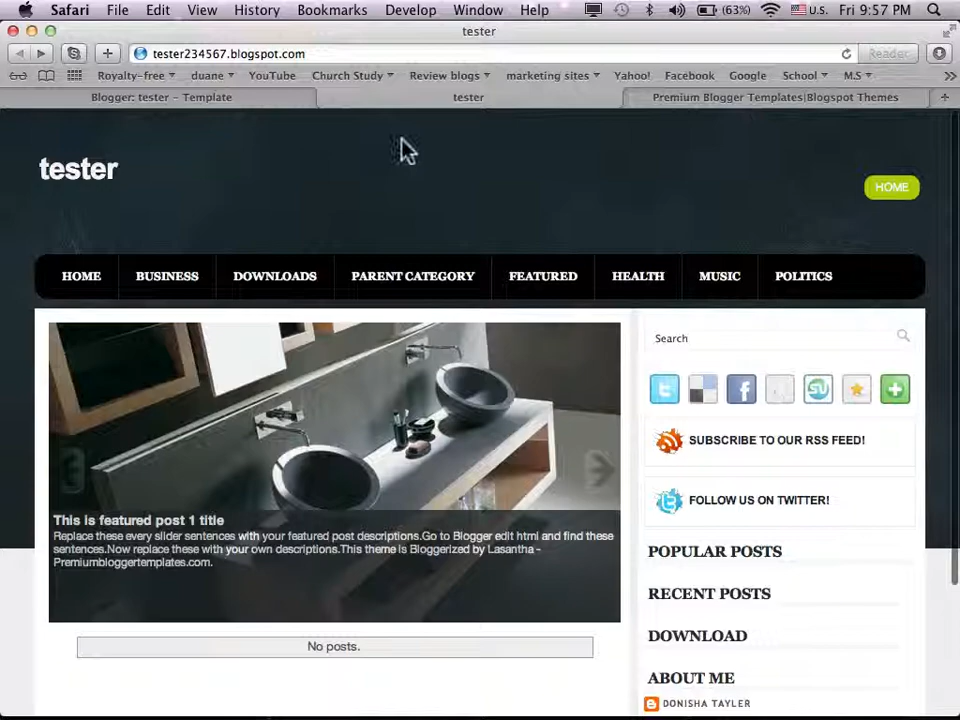 Safari File Edit View History Bookmarks Develop Window Help (63%) U.S. Fri 9:57 PM
tester
tester234567.blogspot.com Reader
Royalty-free duane YouTube Church Study Review blogs marketing sites Yahoo! Facebook Google School M.S
Blogger: tester - Template tester Premium Blogger Templates|Blogspot Themes
tester
HOME
HOME BUSINESS DOWNLOADS PARENT CATEGORY FEATURED HEALTH MUSIC POLITICS
Search
SUBSCRIBE TO OUR RSS FEED!
FOLLOW US ON TWITTER!
This is featured post 1 title
Replace these every slider sentences with your featured post descriptions.Go to Blogger edit html and find these
sentences.Now replace these with your own descriptions.This theme is Bloggerized by Lasantha -
Premiumbloggertemplates.com.
No posts.
POPULAR POSTS
RECENT POSTS
DOWNLOAD
ABOUT ME
DONISHA TAYLER